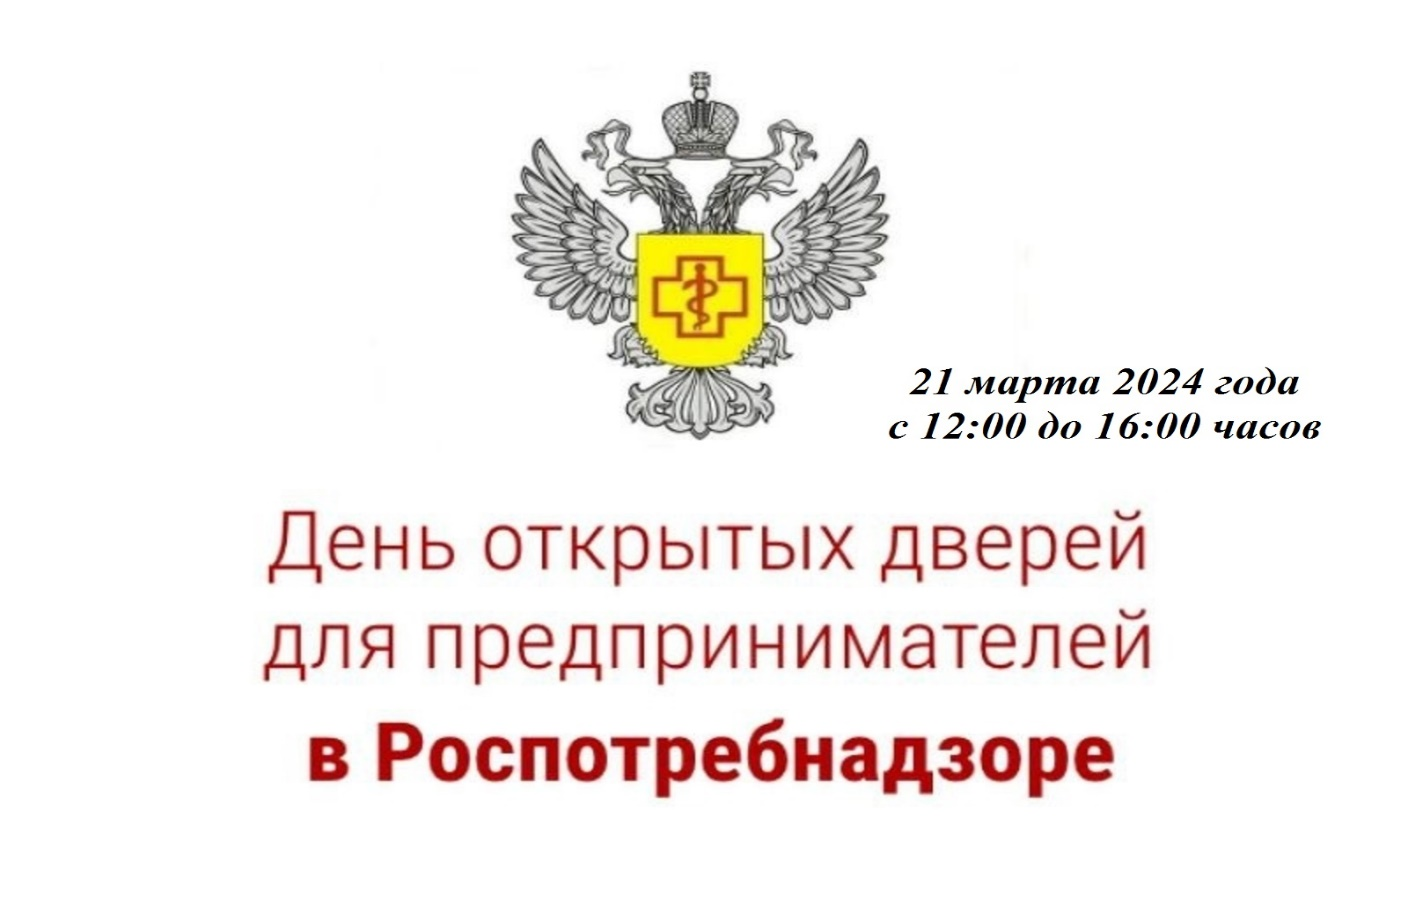 21 марта 2024 года
с 12:00 до 16:00 часов
День открытых дверей
для предпринимателей
в Роспотребнадзоре